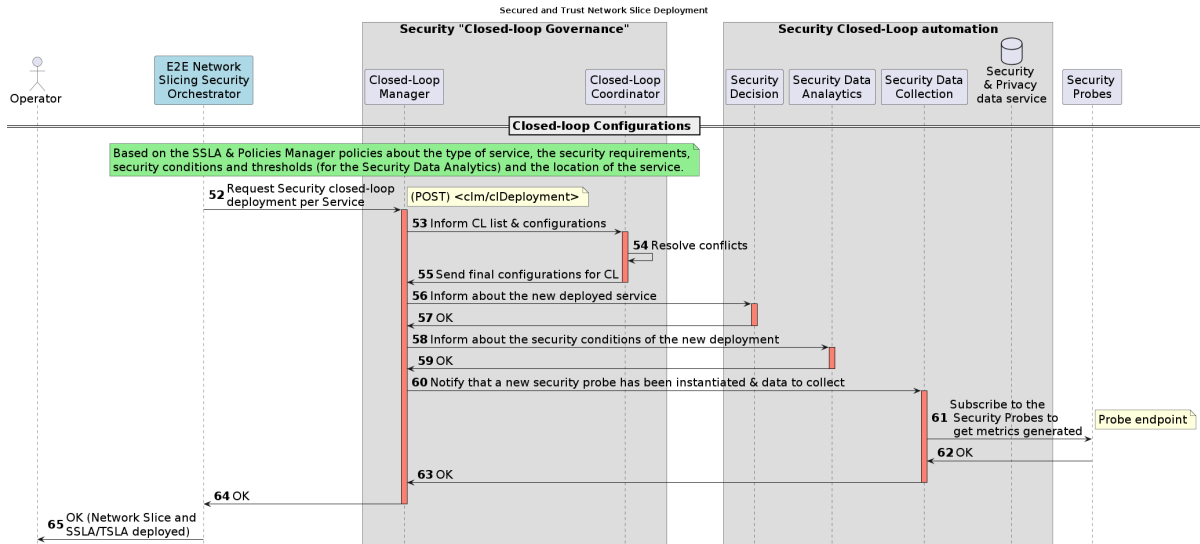 Secured and Trust Network Slice Deployment
Security "Closed-loop Governance"
Security Closed-Loop automation
Operator
E2E Network
Slicing Security
Orchestrator
Closed-Loop
Manager
Closed-Loop
Coordinator
Security
Decision
Security Data
Analaytics
Security Data
Collection
Security
& Privacy
data service
Security
Probes
Closed-loop Configurations
Based on the SSLA & Policies Manager policies about the type of service, the security requirements,
security conditions and thresholds (for the Security Data Analytics) and the location of the service.
52 Request Security closed-loop
deployment per Service
(POST) <clm/clDeployment>
53 Inform CL list & configurations
54 Resolve conflicts
55 Send final configurations for CL
56 Inform about the new deployed service
57 OK
58 Inform about the security conditions of the new deployment
59 OK
60 Notify that a new security probe has been instantiated & data to collect
61 Subscribe to the
Security Probes to
get metrics generated
Probe endpoint
62 OK
63 OK
64 OK
65 OK (Network Slice and
SSLA/TSLA deployed)